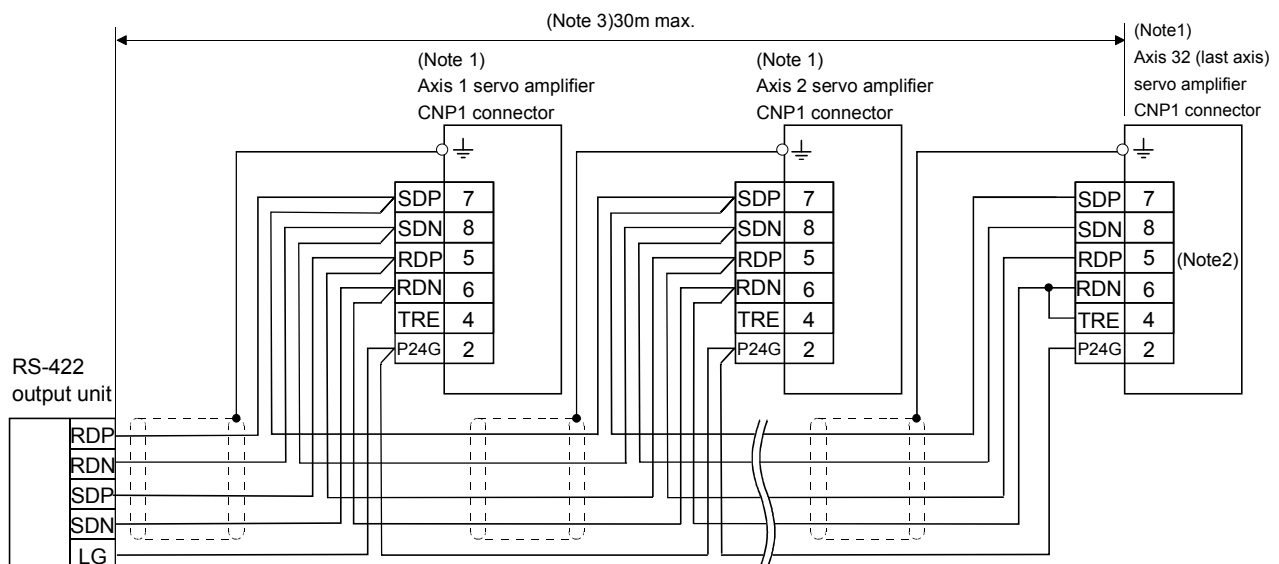 (Note 3)30m max.
(Note 1)
Axis 1 servo amplifier
CNP1 connector
(Note 1)
Axis 2 servo amplifier
CNP1 connector
(Note1)
Axis 32 (last axis)
servo amplifier
CNP1 connector
SDP 7
SDN 8
RDP 5
RDN 6
TRE 4
P24G 2
SDP 7
SDN 8
RDP 5
RDN 6
TRE 4
P24G 2
SDP 7
SDN 8
RDP 5
RDN 6
TRE 4
P24G 2
(Note2)
RS-422
output unit
RDP
RDN
SDP
SDN
LG